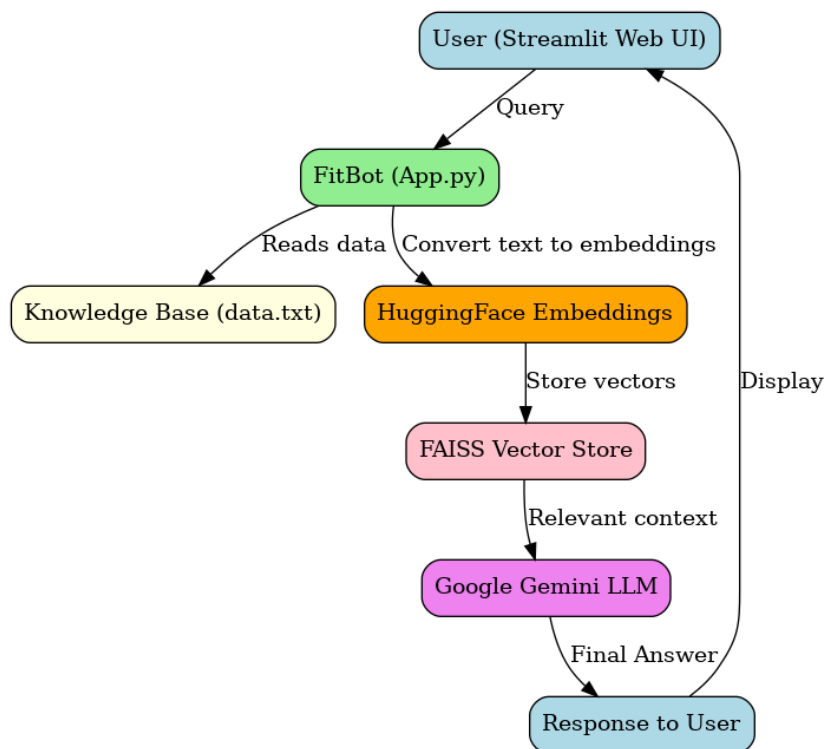 User (Streamlit Web UI)
Query
FitBot (App.py)
Reads data
Convert text to embeddings
Knowledge Base (data.txt)
HuggingFace Embeddings
Store vectors
Display
FAISS Vector Store
Relevant context
Google Gemini LLM
Final Answer
Response to User